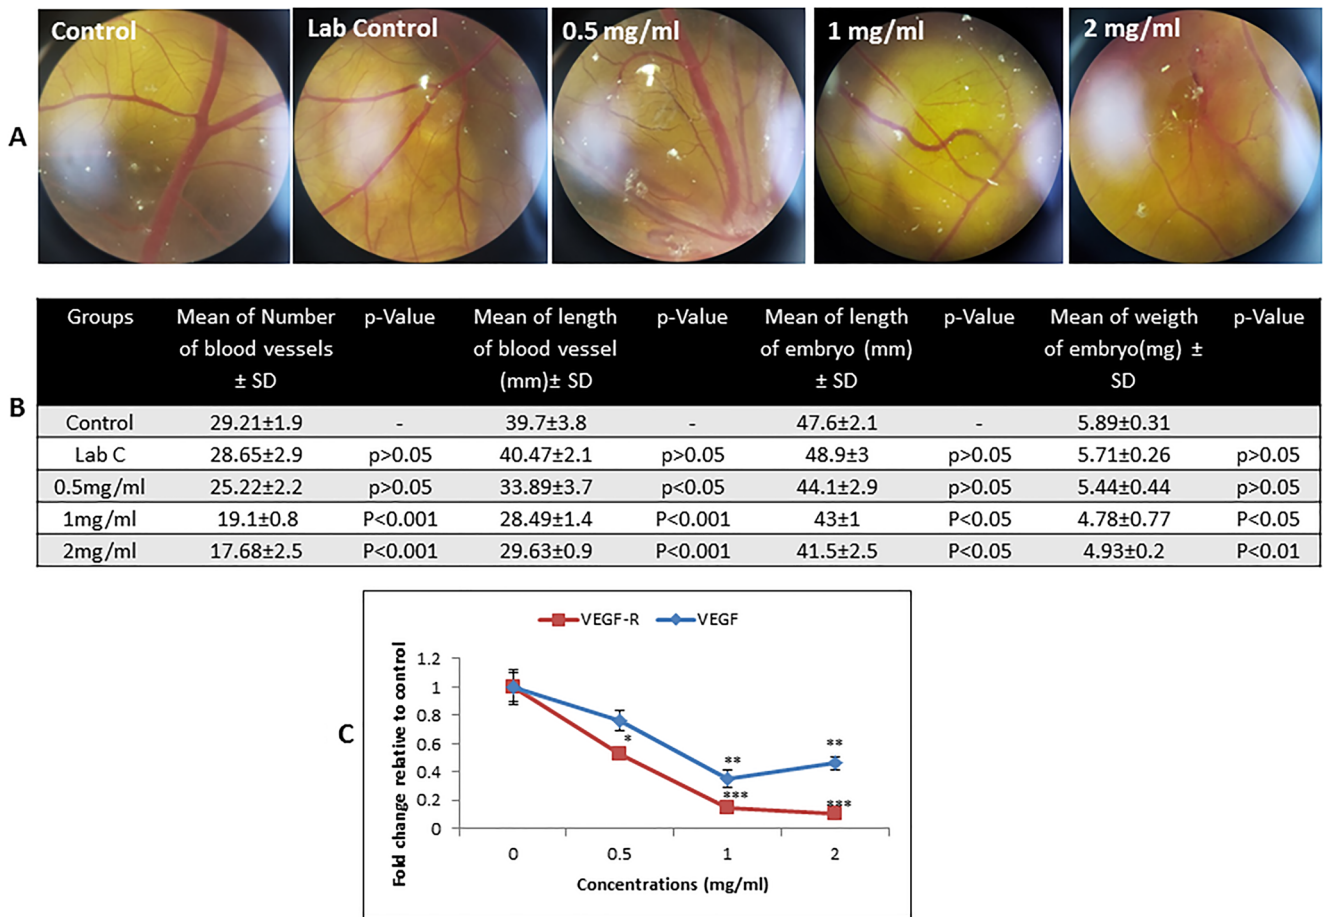 Control Lab Control 0.5 mg/ml 1 mg/ml 2 mg/ml
A
Groups Mean of Number p-Value Mean of length p-Value Mean of length p-Value Mean of weigth p-Value
of blood vessels of blood vessel of embryo (mm) of embryo(mg) ±
± SD (mm)± SD ± SD SD
B
Control 29.21±1.9 - 39.7±3.8 - 47.6±2.1 - 5.89±0.31
Lab C 28.65±2.9 p>0.05 40.47±2.1 p>0.05 48.9±3 p>0.05 5.71±0.26 p>0.05
0.5mg/ml 25.22±2.2 p>0.05 33.89±3.7 p<0.05 44.1±2.9 p>0.05 5.44±0.44 p>0.05
1mg/ml 19.1±0.8 P<0.001 28.49±1.4 P<0.001 43±1 P<0.05 4.78±0.77 P<0.05
2mg/ml 17.68±2.5 P<0.001 29.63±0.9 P<0.001 41.5±2.5 P<0.05 4.93±0.2 P<0.01
C
VEGF-R VEGF
Fold change relative to control
1.2
1
0.8
0.6
0.4
0.2
0
*
**
**
***
***
0 0.5 1 2
Concentrations (mg/ml)